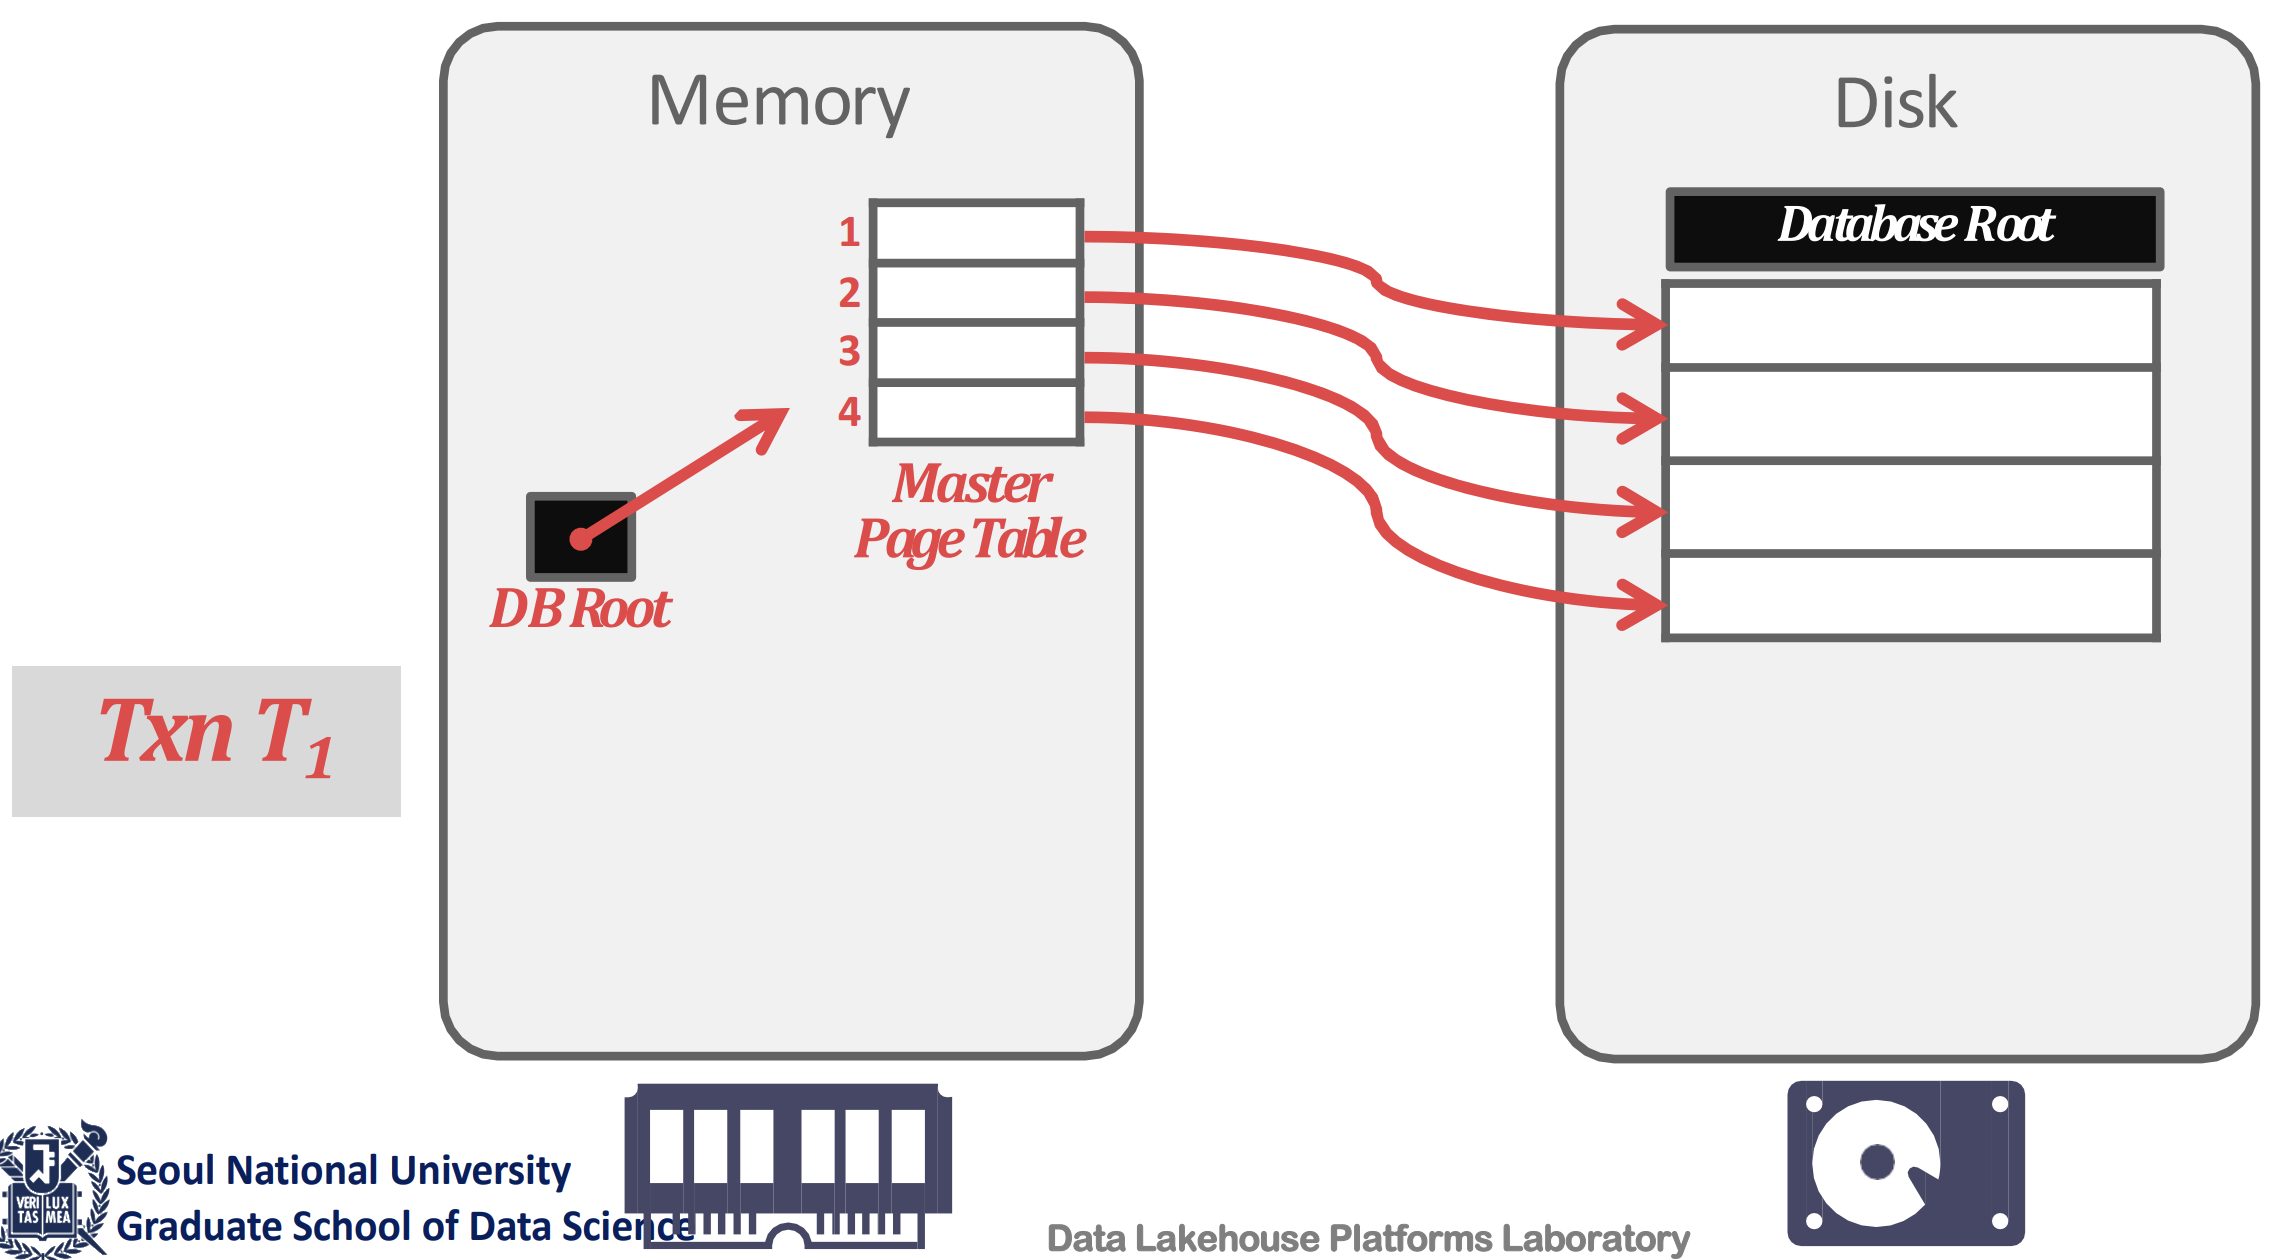 Memory
Disk
1
2
3
4
Database Root
Master
Page Table
DB Root
Txn T₁
VERI LUX
TAS MEA
Seoul National University
Graduate School of Data Science
Data Lakehouse Platforms Laboratory